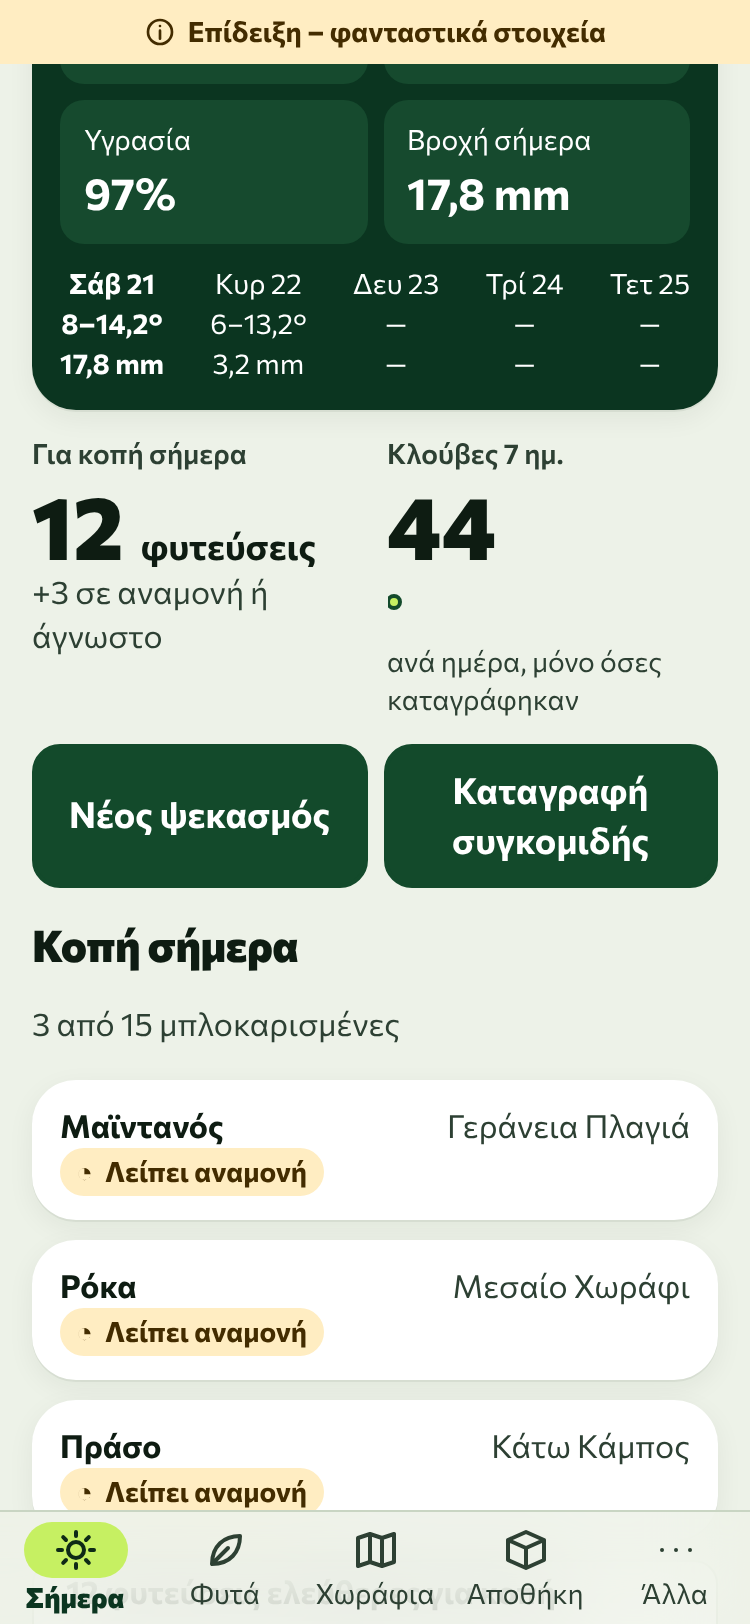 Επίδειξη – φανταστικά στοιχεία
Υγρασία
97%
Βροχή σήμερα
17,8 mm
Σάβ 21 Κυρ 22 Δευ 23 Τρί 24 Τετ 25
8–14,2° 6–13,2° – – –
17,8 mm 3,2 mm – – –
Για κοπή σήμερα
12 φυτεύσεις
+3 σε αναμονή ή
άγνωστο
Κλούβες 7 ημ.
44
ανά ημέρα, μόνο όσες
καταγράφηκαν
Νέος ψεκασμός
Καταγραφή
συγκομιδής
Κοπή σήμερα
3 από 15 μπλοκαρισμένες
Μαϊντανός Γεράνεια Πλαγιά
Λείπει αναμονή
Ρόκα Μεσαίο Χωράφι
Λείπει αναμονή
Πράσο Κάτω Κάμπος
Λείπει αναμονή
12 φυτεύσεις ελεύθερες για
Σήμερα Φυτά Χωράφια Αποθήκη Άλλα